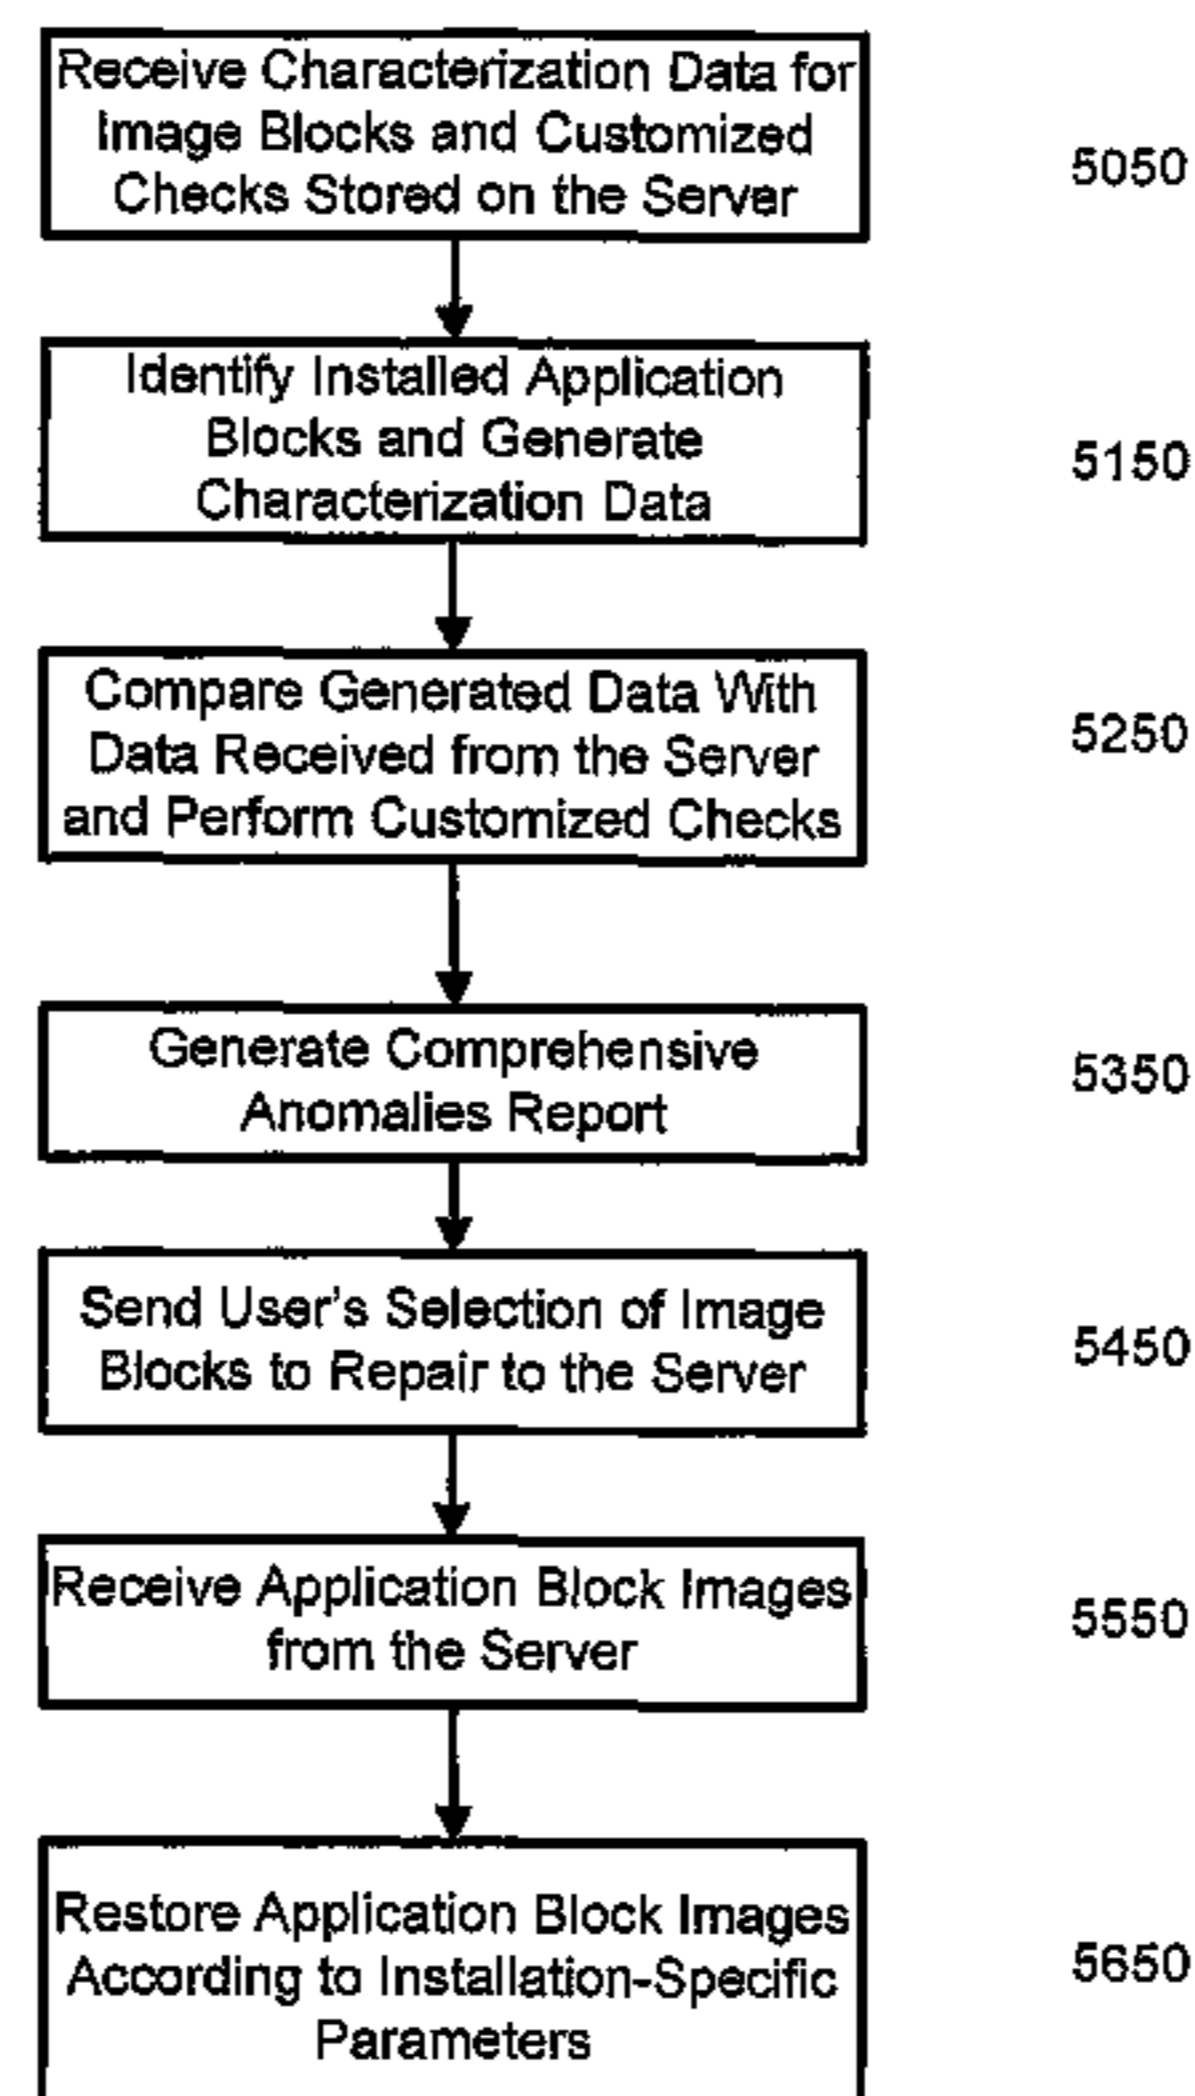 Receive Characterization Data for
Image Blocks and Customized
Checks Stored on the Server
5050
Identify Installed Application
Blocks and Generate
Characterization Data
5150
Compare Generated Data With
Data Received from the Server
and Perform Customized Checks
5250
Generate Comprehensive
Anomalies Report
5350
Send User's Selection of Image
Blocks to Repair to the Server
5450
Receive Application Block Images
from the Server
5550
Restore Application Block Images
According to Installation-Specific
Parameters
5650